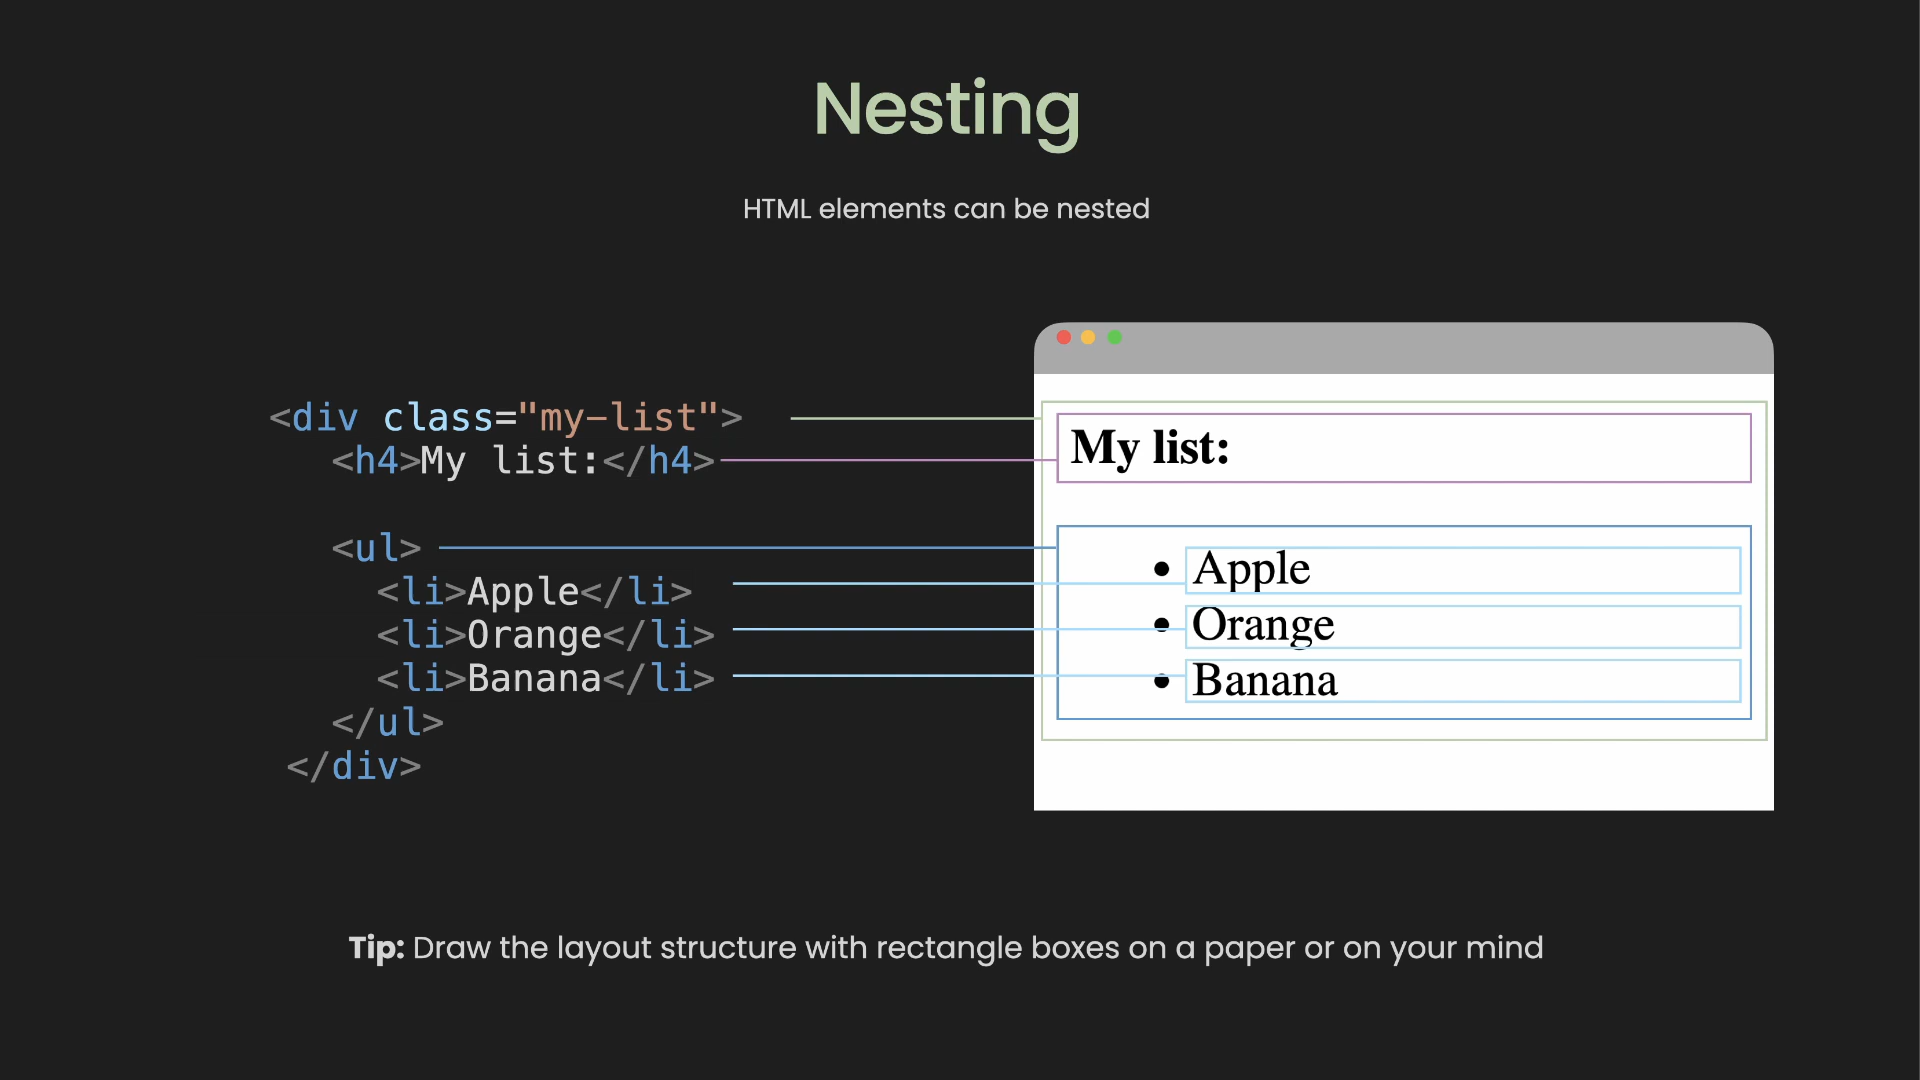 Nesting
HTML elements can be nested
<div class="my-list">
<h4>My list:</h4>
<ul>
<li>Apple</li>
<li>Orange</li>
<li>Banana</li>
</ul>
</div>
My list:
• Apple
• Orange
• Banana
Tip: Draw the layout structure with rectangle boxes on a paper or on your mind